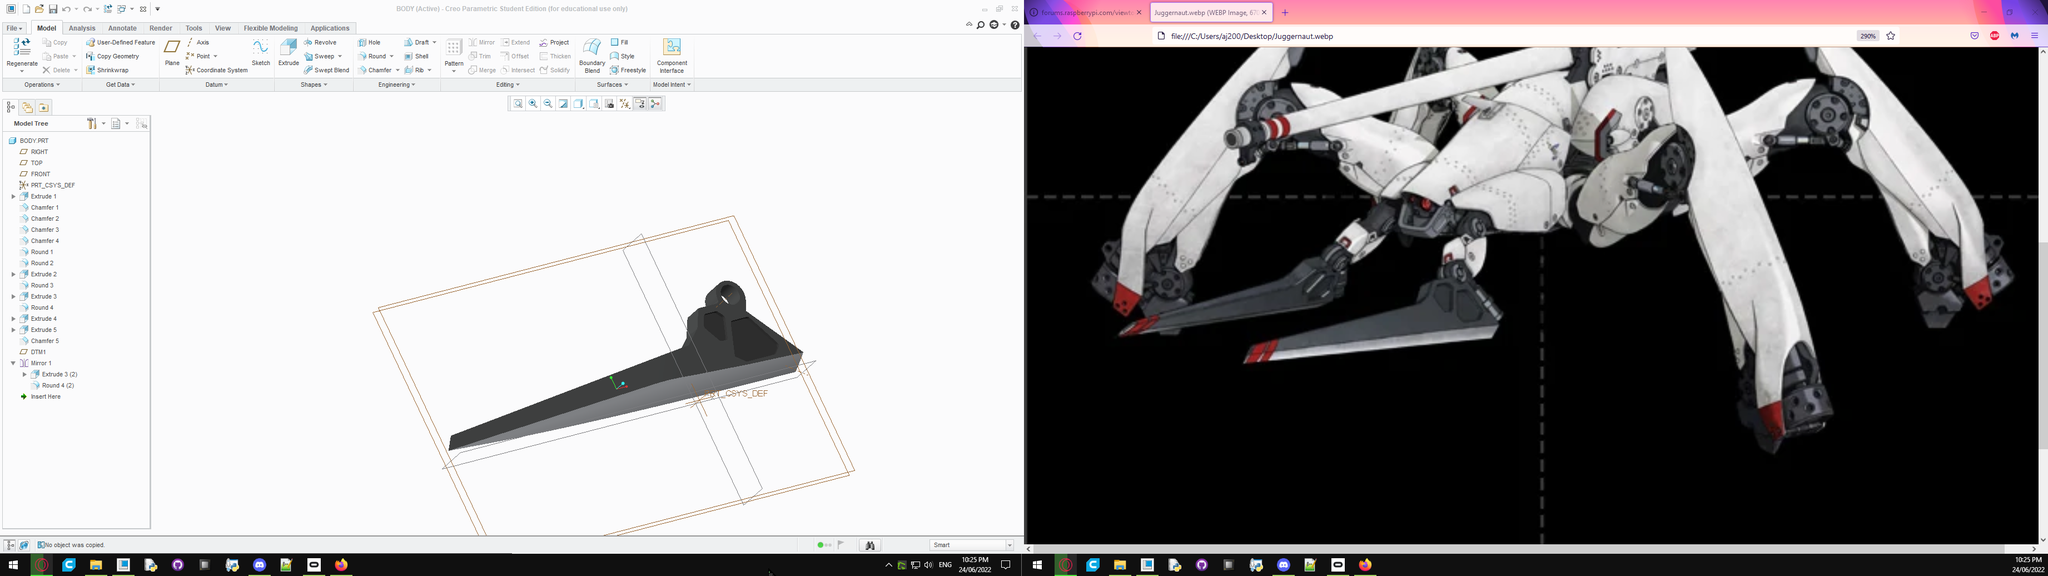 BODY (Active) - Creo Parametric Student Edition (for educational use only)
File Model Analysis Annotate Render Tools View Flexible Modeling Applications
Regenerate
Copy
Paste
Delete
User-Defined Feature
Copy Geometry
Shrinkwrap
Plane
Axis
Point
Coordinate System
Sketch
Extrude
Revolve
Sweep
Swept Blend
Hole
Round
Chamfer
Draft
Shell
Rib
Pattern
Mirror
Trim
Merge
Extend
Offset
Intersect
Project
Thicken
Solidify
Boundary
Blend
Fill
Style
Freestyle
Component
Interface
Operations Get Data Datum Shapes Engineering Editing Surfaces Model Intent
Model Tree
BODY.PRT
RIGHT
TOP
FRONT
PRT_CSYS_DEF
Extrude 1
Chamfer 1
Chamfer 2
Chamfer 3
Chamfer 4
Round 1
Round 2
Extrude 2
Round 3
Extrude 3
Round 4
Extrude 4
Extrude 5
Chamfer 5
DTM1
Mirror 1
Extrude 3 (2)
Round 4 (2)
Insert Here
PRT_CSYS_DEF
No object was copied.
Smart
ENG
10:25 PM
24/06/2022
forums.raspberrypi.com/viewt
Juggernaut.webp (WEBP Image, 67
file:///C:/Users/aj200/Desktop/Juggernaut.webp
290%
10:25 PM
24/06/2022